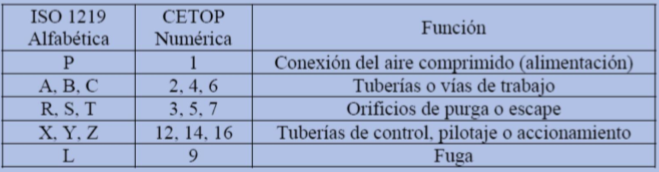 ISO 1219 Alfabética | CETOP Numérica | Función
P | 1 | Conexión del aire comprimido (alimentación)
A, B, C | 2, 4, 6 | Tuberías o vías de trabajo
R, S, T | 3, 5, 7 | Orificios de purga o escape
X, Y, Z | 12, 14, 16 | Tuberías de control, pilotaje o accionamiento
L | 9 | Fuga